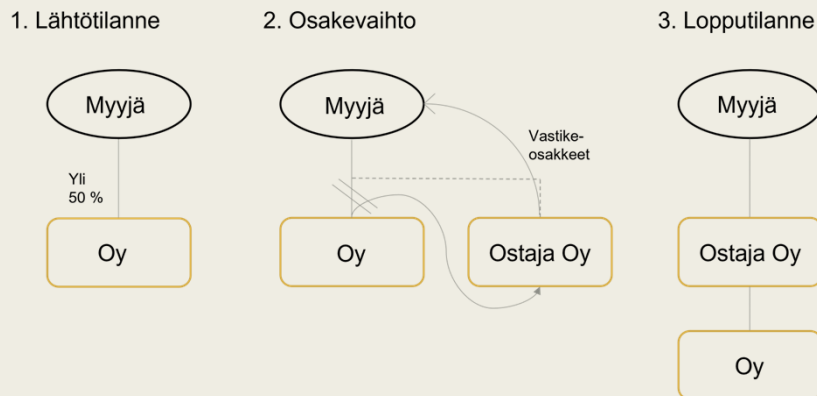 1. Lähtötilanne
Myyjä
Yli
50 %
Oy
2. Osakevaihto
Myyjä
Vastike-
osakkeet
Oy
Ostaja Oy
3. Lopputilanne
Myyjä
Ostaja Oy
Oy